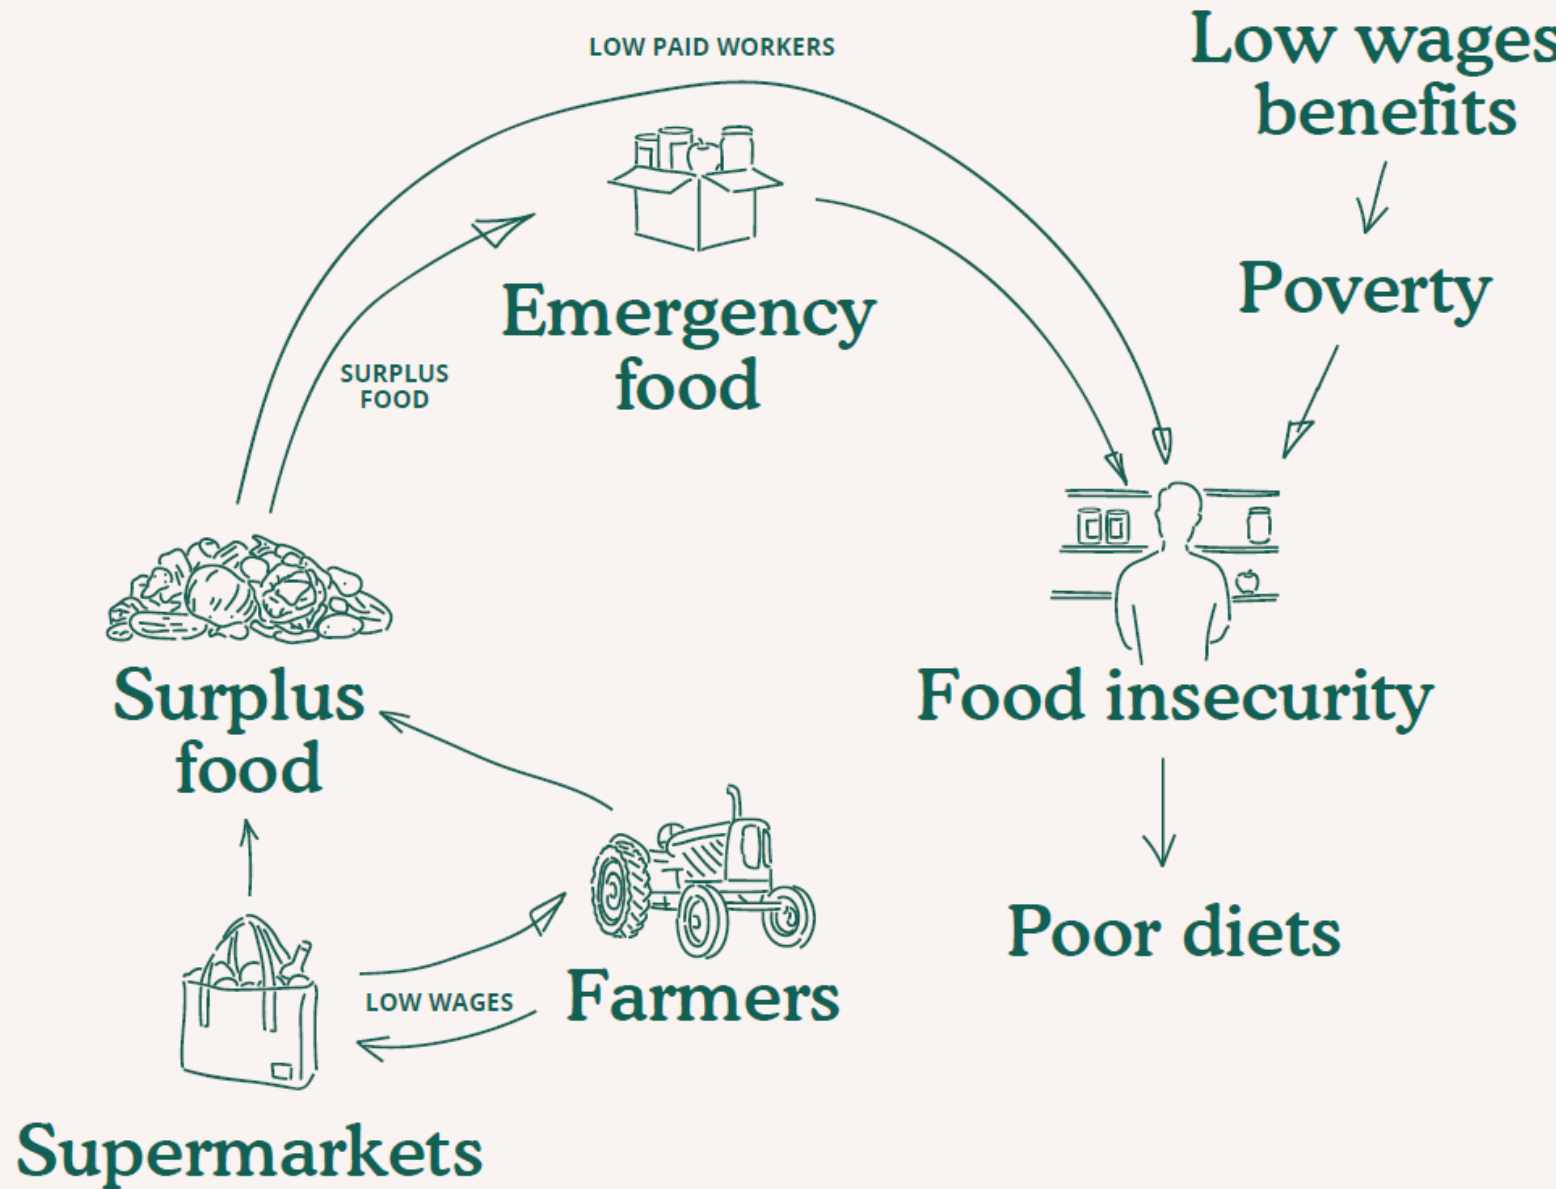 LOW PAID WORKERS
Low wages
benefits
Poverty
Emergency
food
SURPLUS
FOOD
Surplus
food
Food insecurity
Poor diets
LOW WAGES
Farmers
Supermarkets